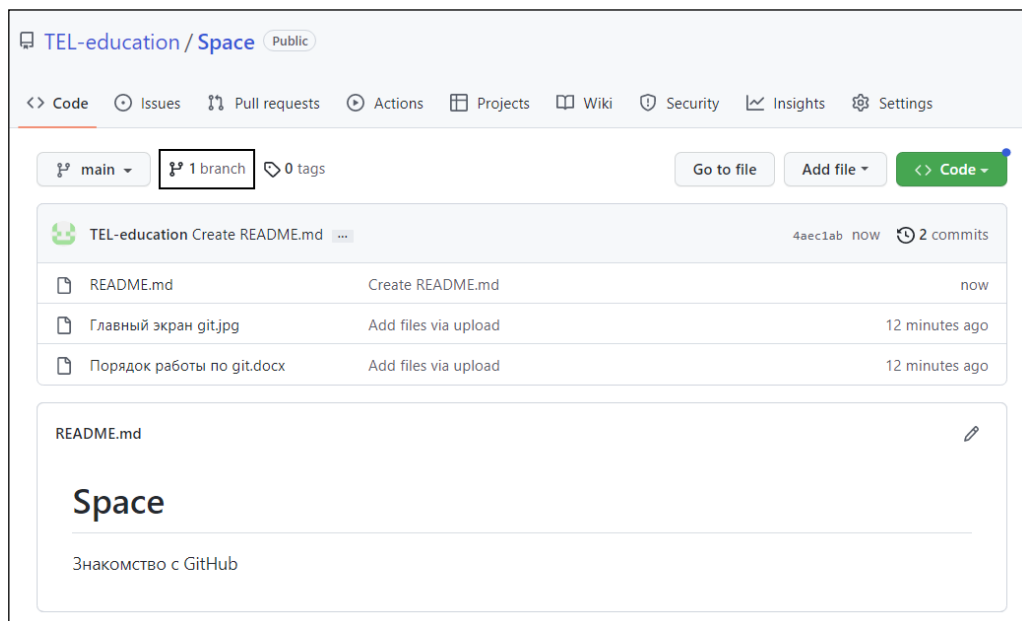 TEL-education / Space Public
<> Code Issues Pull requests Actions Projects Wiki Security Insights Settings
main 1 branch 0 tags Go to file Add file <> Code
TEL-education Create README.md ... 4aec1ab now 2 commits
README.md Create README.md now
Главный экран git.jpg Add files via upload 12 minutes ago
Порядок работы по git.docx Add files via upload 12 minutes ago
README.md
Space
Знакомство с GitHub